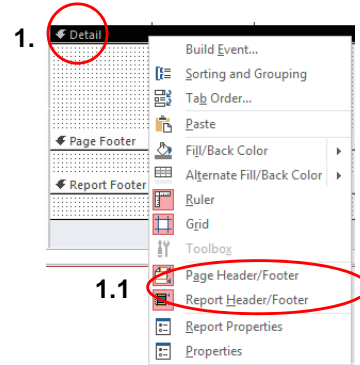 1.
Detail
Build Event...
Sorting and Grouping
Tab Order...
Paste
Page Footer
Fill/Back Color
Alternate Fill/Back Color
Report Footer
Ruler
Grid
Toolbox
1.1
Page Header/Footer
Report Header/Footer
Report Properties
Properties